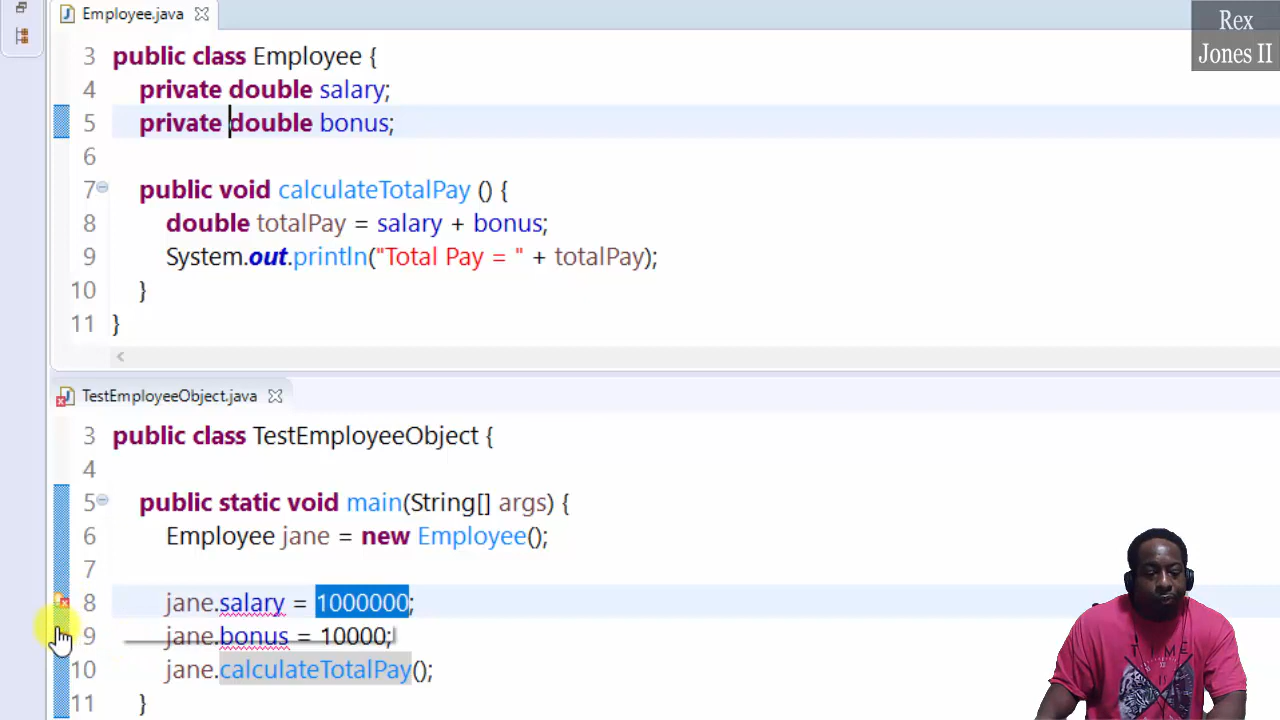 Employee.java
Rex
Jones II
3 public class Employee {
4 private double salary;
5 private double bonus;
6
7 public void calculateTotalPay () {
8 double totalPay = salary + bonus;
9 System.out.println("Total Pay = " + totalPay);
10 }
11 }
TestEmployeeObject.java
3 public class TestEmployeeObject {
4
5 public static void main(String[] args) {
6 Employee jane = new Employee();
7
8 jane.salary = 1000000;
9 jane.bonus = 10000;
10 jane.calculateTotalPay();
11 }
TIME